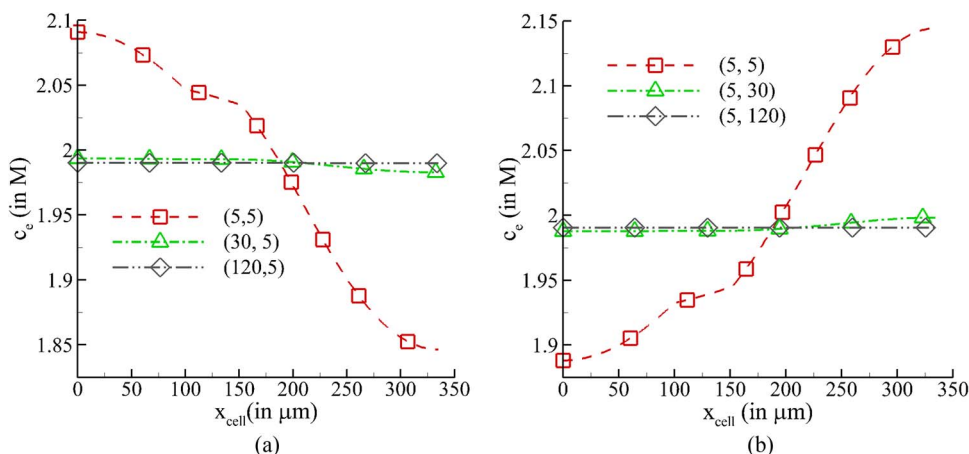 2.1
2.05
2
1.95
1.9
1.85
c_e (in M)
(5,5)
(30, 5)
(120,5)
0 50 100 150 200 250 300 350
x_cell(in μm)
(a)
2.15
2.1
2.05
2
1.95
1.9
c_e (in M)
(5, 5)
(5, 30)
(5, 120)
0 50 100 150 200 250 300 350
x_cell(in μm)
(b)